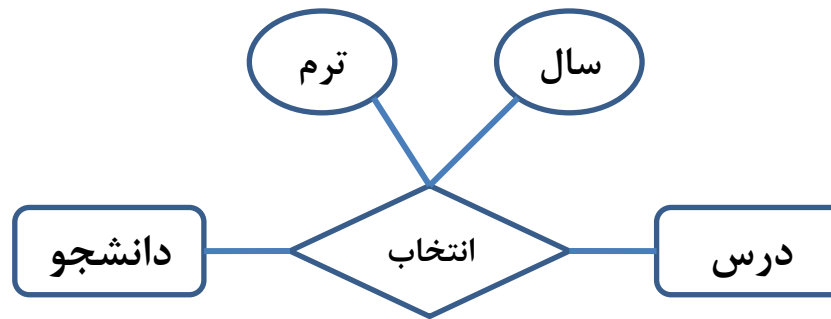 سال
ترم
درس
انتخاب
دانشجو